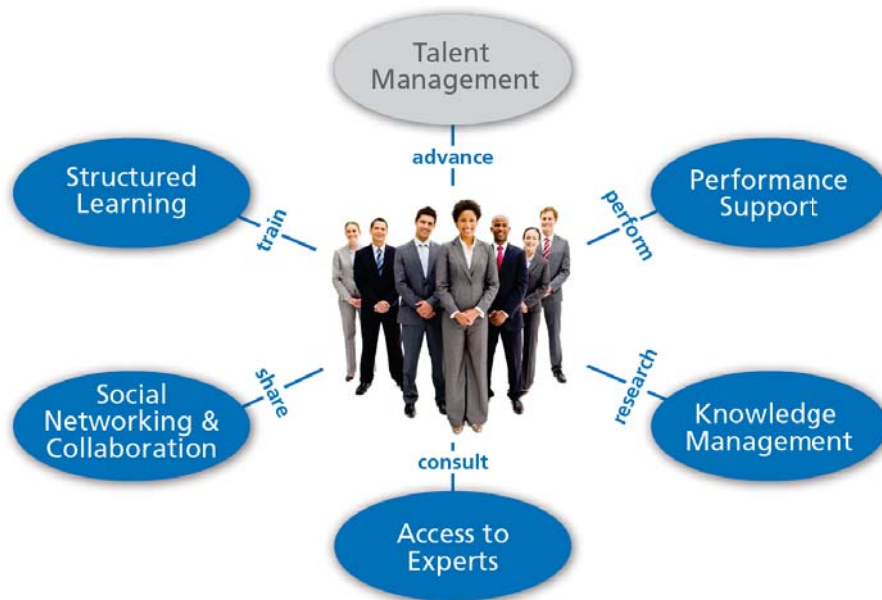 Talent
Management
advance
Structured
Learning
train
Performance
Support
perform
Social
Networking &
Collaboration
share
Knowledge
Management
research
consult
Access to
Experts